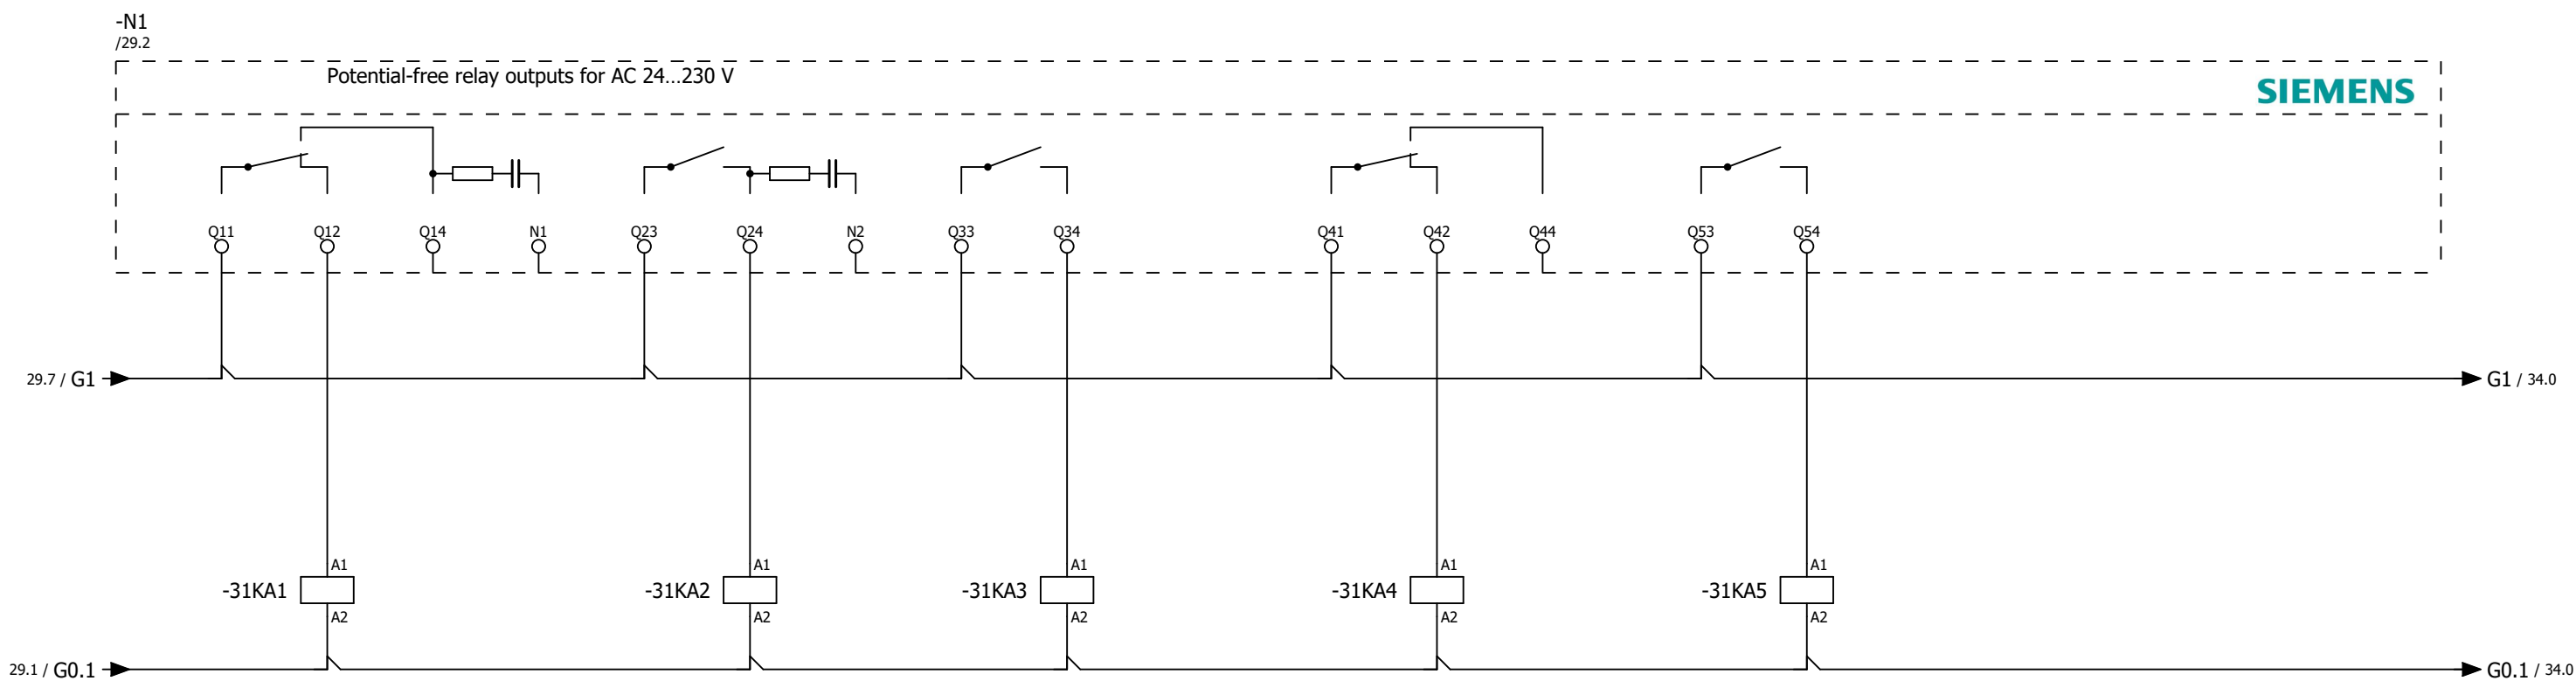 -N1
/29.2
Potential-free relay outputs for AC 24...230 V
SIEMENS
Q11 Q12 Q14 N1 Q23 Q24 N2 Q33 Q34 Q41 Q42 Q44 Q53 Q54
29.7 / G1 G1 / 34.0
A1 A1 A1 A1 A1
-31KA1 -31KA2 -31KA3 -31KA4 -31KA5
A2 A2 A2 A2 A2
29.1 / G0.1 G0.1 / 34.0